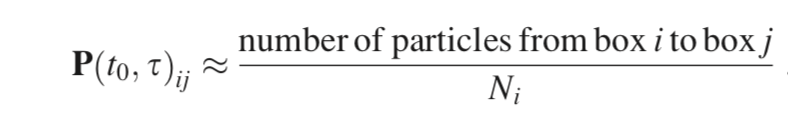 P(t₀, τ)ᵢⱼ ≈ number of particles from box i to box j / Nᵢ